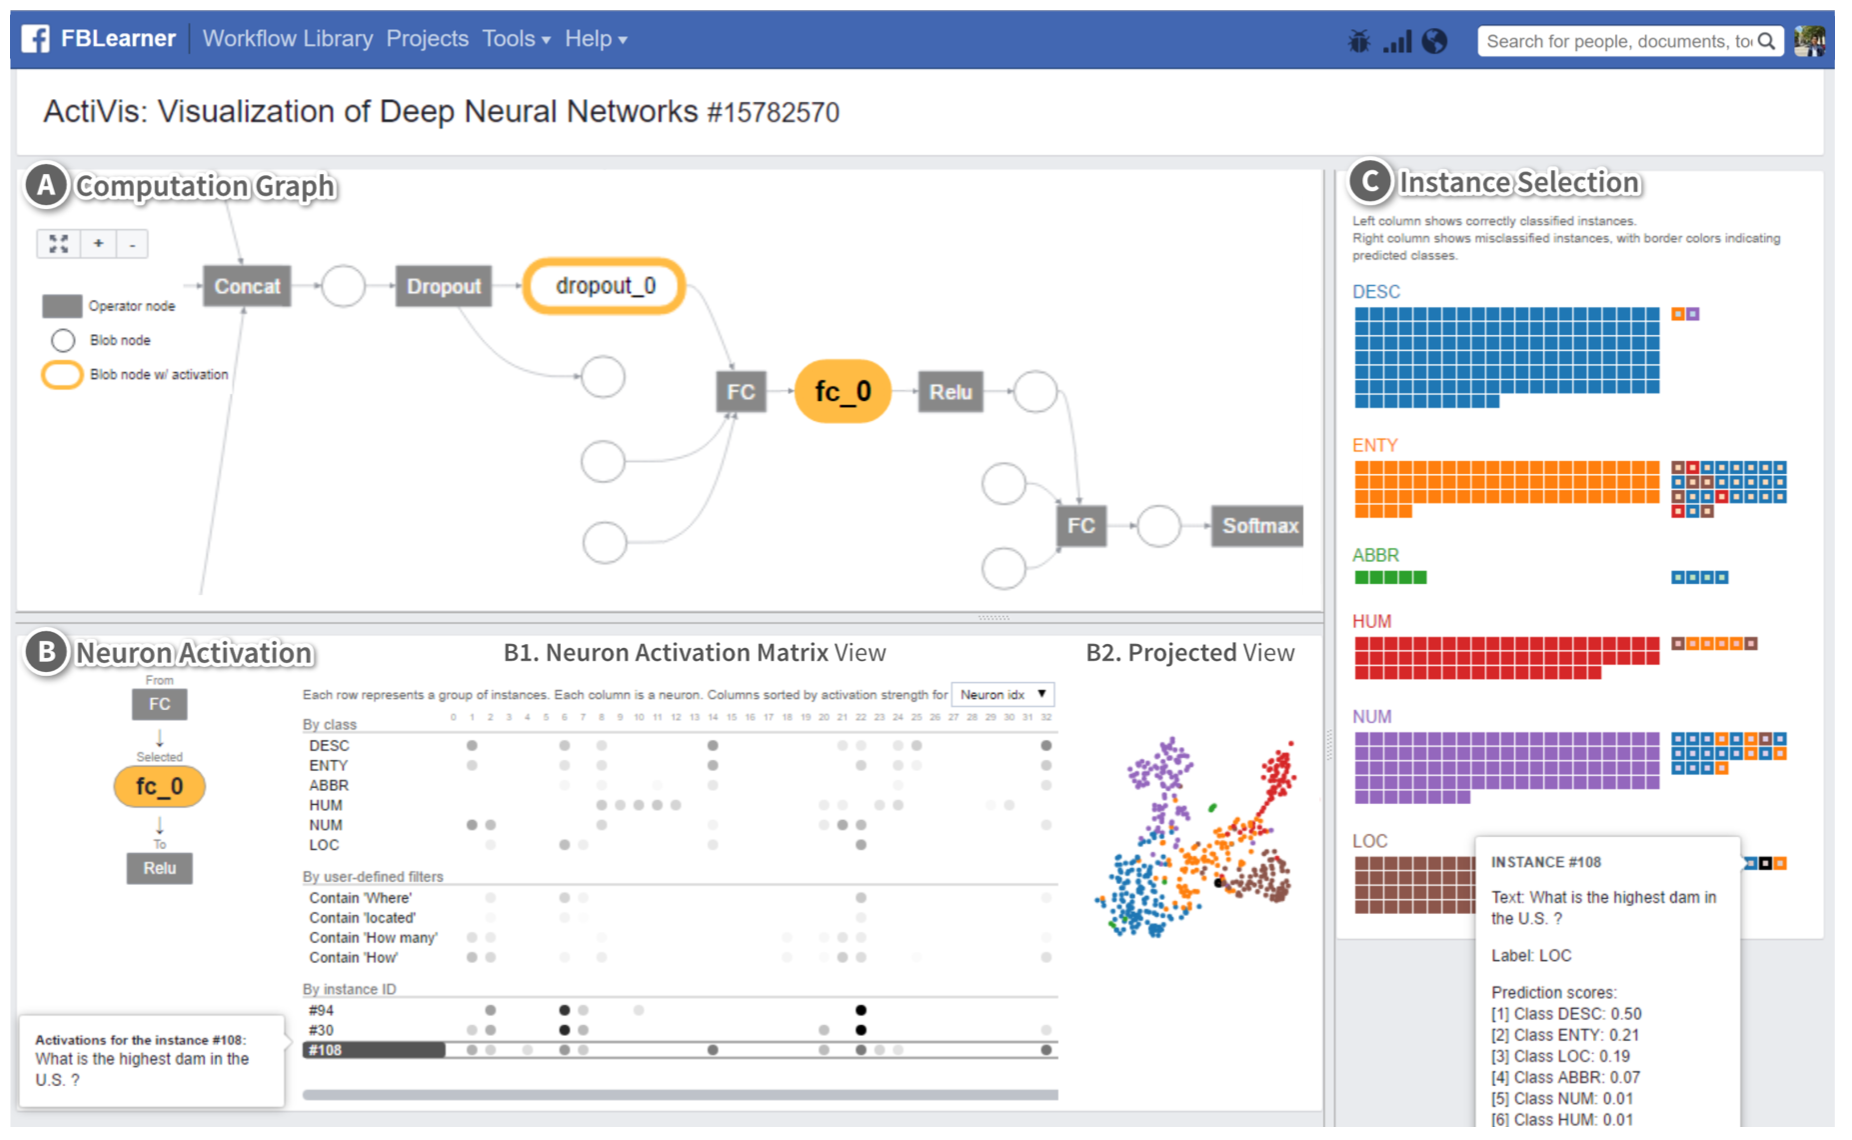 FBLearner Workflow Library Projects Tools Help
Search for people, documents, too
ActiVis: Visualization of Deep Neural Networks #15782570
A Computation Graph
+ -
Operator node
Blob node
Blob node w/ activation
Concat
Dropout
dropout_0
FC
fc_0
Relu
FC
Softmax
B Neuron Activation
From
FC
Selected
fc_0
To
Relu
Activations for the instance #108:
What is the highest dam in the
U.S. ?
B1. Neuron Activation Matrix View
Each row represents a group of instances. Each column is a neuron. Columns sorted by activation strength for Neuron idx
0 1 2 3 4 5 6 7 8 9 10 11 12 13 14 15 16 17 18 19 20 21 22 23 24 25 26 27 28 29 30 31 32
By class
DESC
ENTY
ABBR
HUM
NUM
LOC
By user-defined filters
Contain 'Where'
Contain 'located'
Contain 'How many'
Contain 'How'
By instance ID
#94
#30
#108
B2. Projected View
C Instance Selection
Left column shows correctly classified instances.
Right column shows misclassified instances, with border colors indicating
predicted classes.
DESC
ENTY
ABBR
HUM
NUM
LOC
INSTANCE #108
Text: What is the highest dam in
the U.S. ?
Label: LOC
Prediction scores:
[1] Class DESC: 0.50
[2] Class ENTY: 0.21
[3] Class LOC: 0.19
[4] Class ABBR: 0.07
[5] Class NUM: 0.01
[6] Class HUM: 0.01